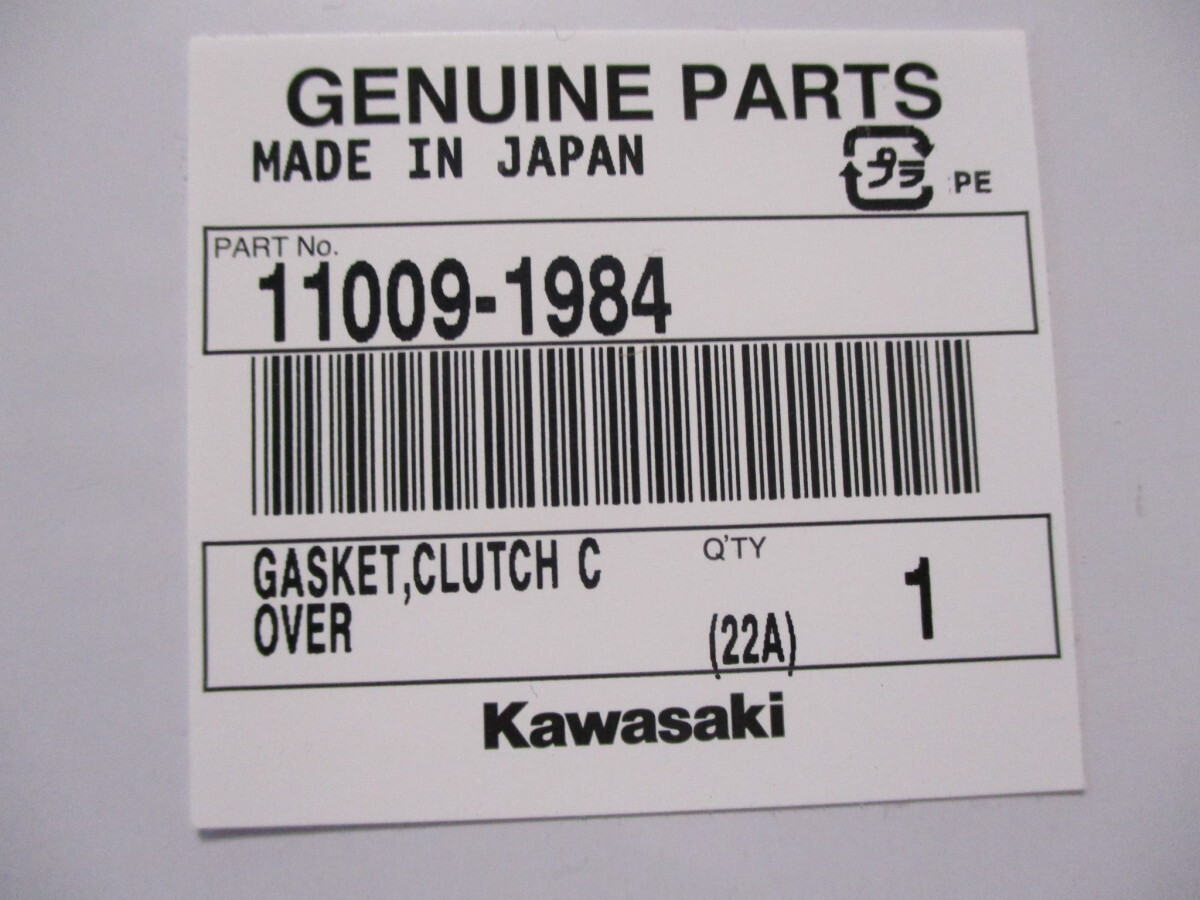 GENUINE PARTS
MADE IN JAPAN
プラ
:PE
PART No.
11009-1984
GASKET,CLUTCH C
OVER
Q'TY
(22A)
1
Kawasaki